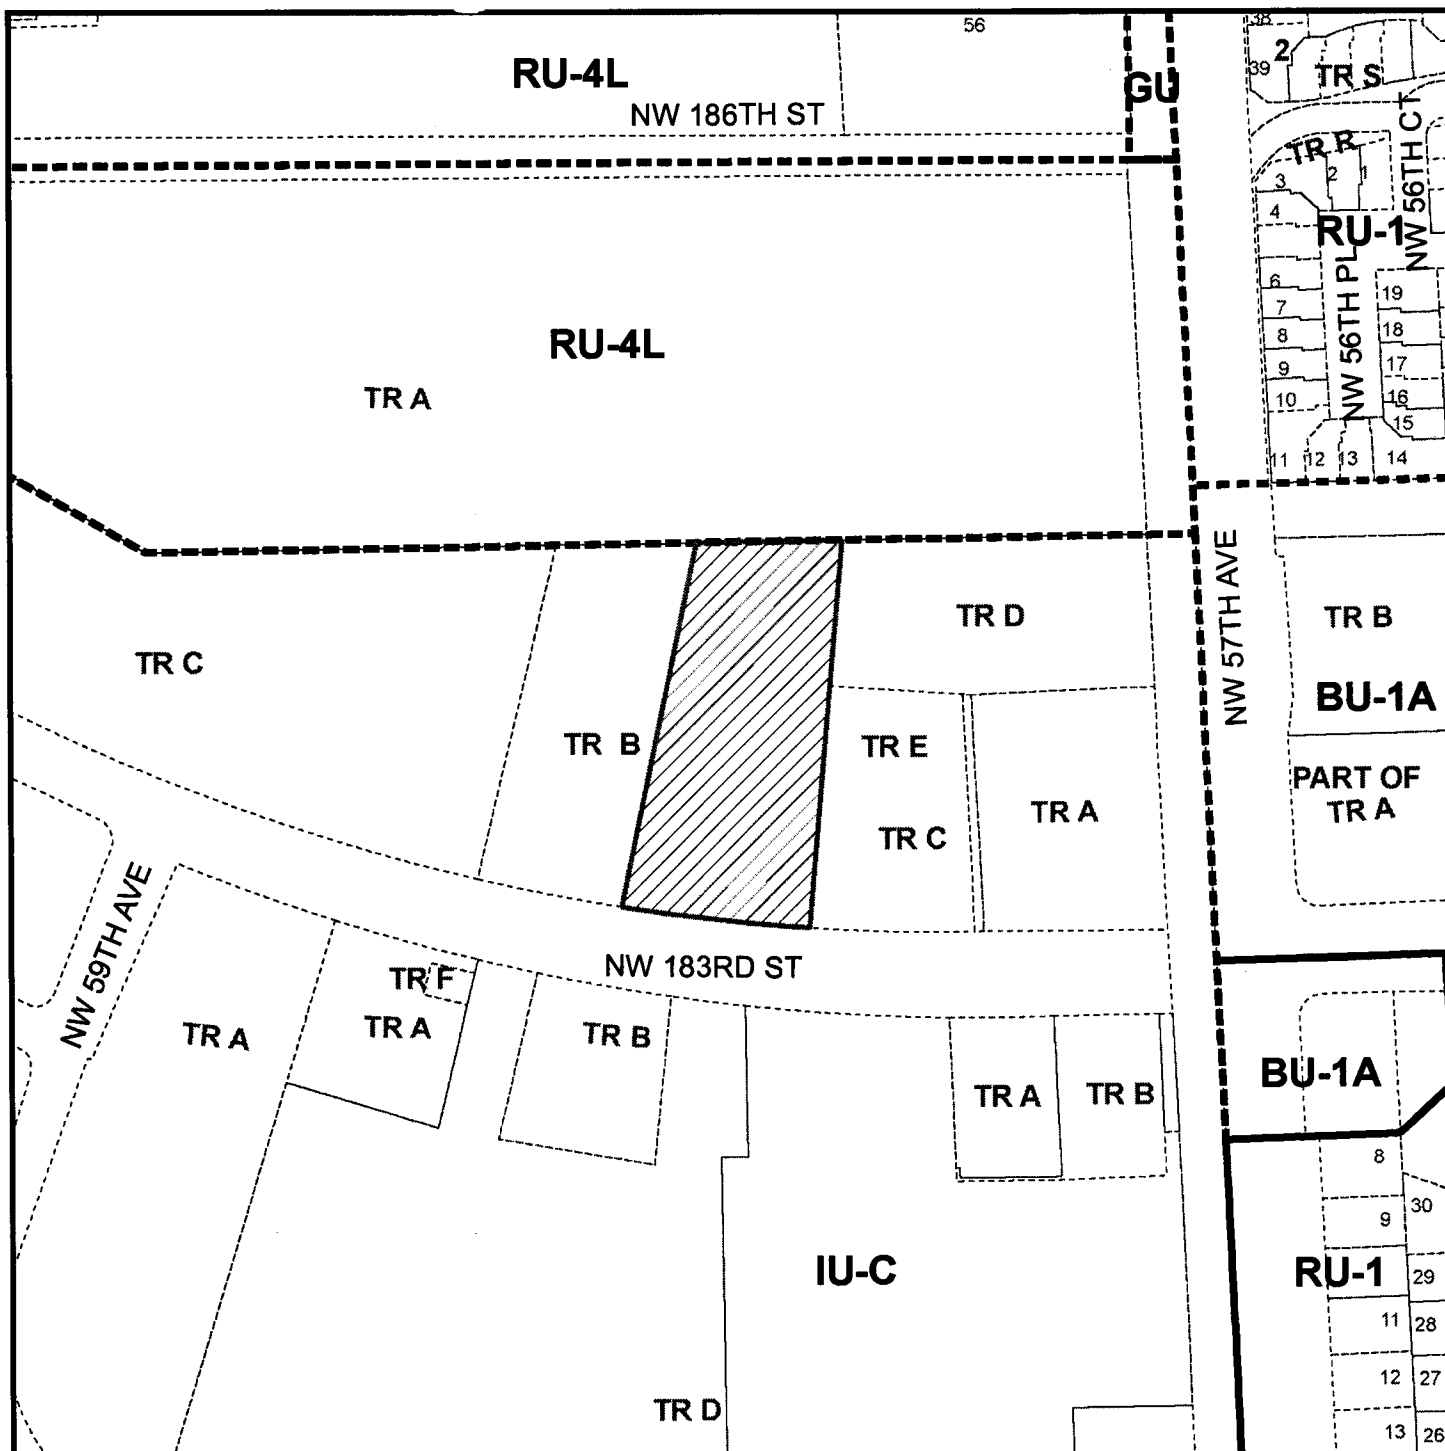 56
38
RU-4L
2
39
TR S
GU
NW 186TH ST
NW 56TH CT
TR R
3
2
1
4
RU-1
6
19
7
NW 56TH PL
8
18
RU-4L
9
17
TR A
10
16
15
11
12
13
14
NW 57TH AVE
TR D
TR B
TR C
BU-1A
TR B
TR E
PART OF
TR A
TR A
TR C
NW 59TH AVE
NW 183RD ST
TR F
TR A
TR A
TR B
BU-1A
TR A
TR B
8
30
9
IU-C
RU-1
29
11
28
12
27
TR D
13
26